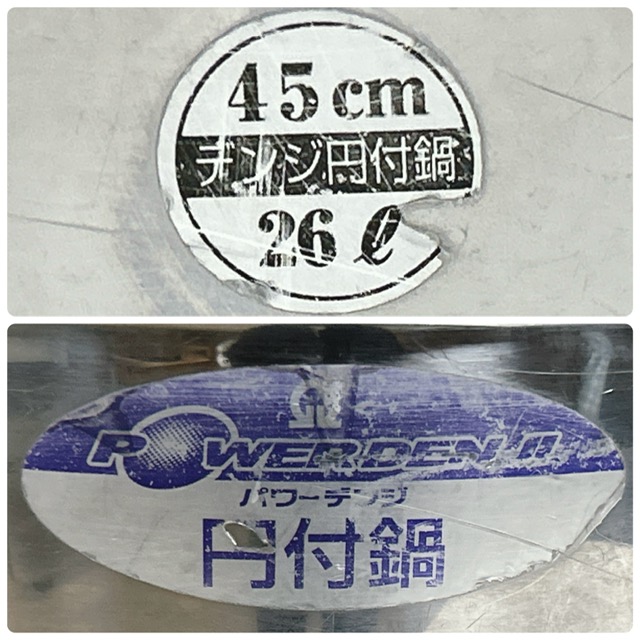 45cm
デンジ円付鍋
26ℓ
POWERDEN II
パワーデンジ
円付鍋